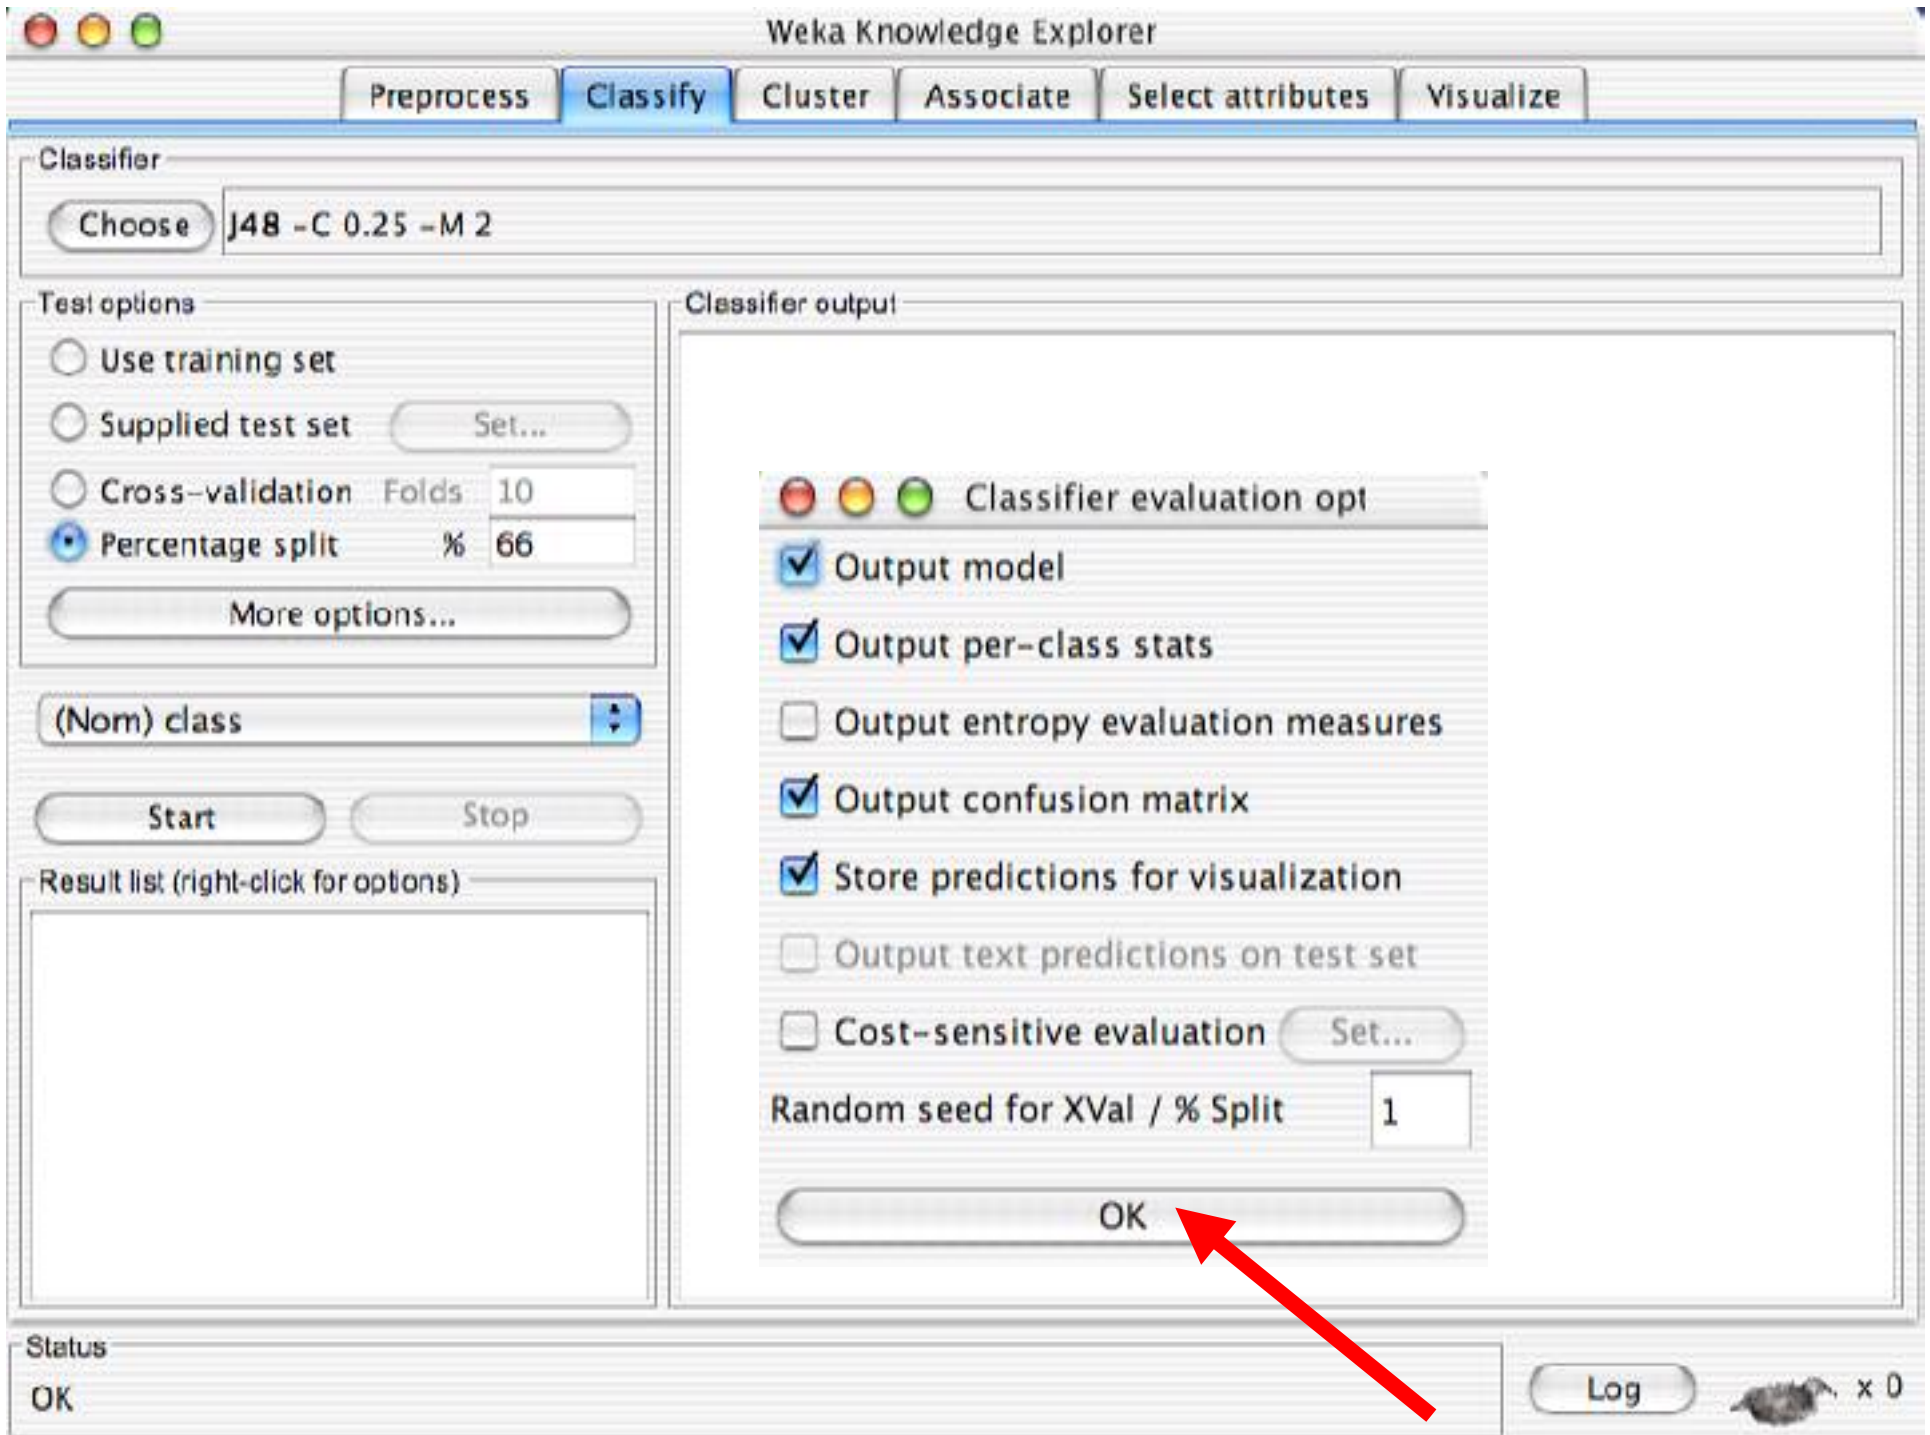 Weka Knowledge Explorer
Preprocess Classify Cluster Associate Select attributes Visualize
Classifier
Choose J48 -C 0.25 -M 2
Test options
Use training set
Supplied test set Set...
Cross-validation Folds 10
Percentage split % 66
More options...
(Nom) class
Start Stop
Result list (right-click for options)
Classifier output
Classifier evaluation opt
Output model
Output per-class stats
Output entropy evaluation measures
Output confusion matrix
Store predictions for visualization
Output text predictions on test set
Cost-sensitive evaluation Set...
Random seed for XVal / % Split 1
OK
Status
OK
Log x 0